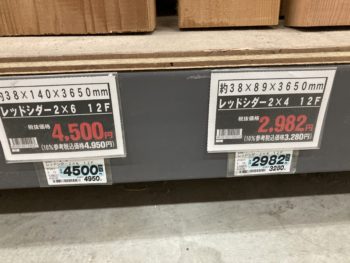 約38×140×3650mm
レッドシダー2×6 12F
税抜価格
4,500円
(10%参考税込価格4,950円)
4500
4950
約38×89×3650mm
レッドシダー2×4 12F
税抜価格
2,982円
(10%参考税込価格3,280円)
2982
3280